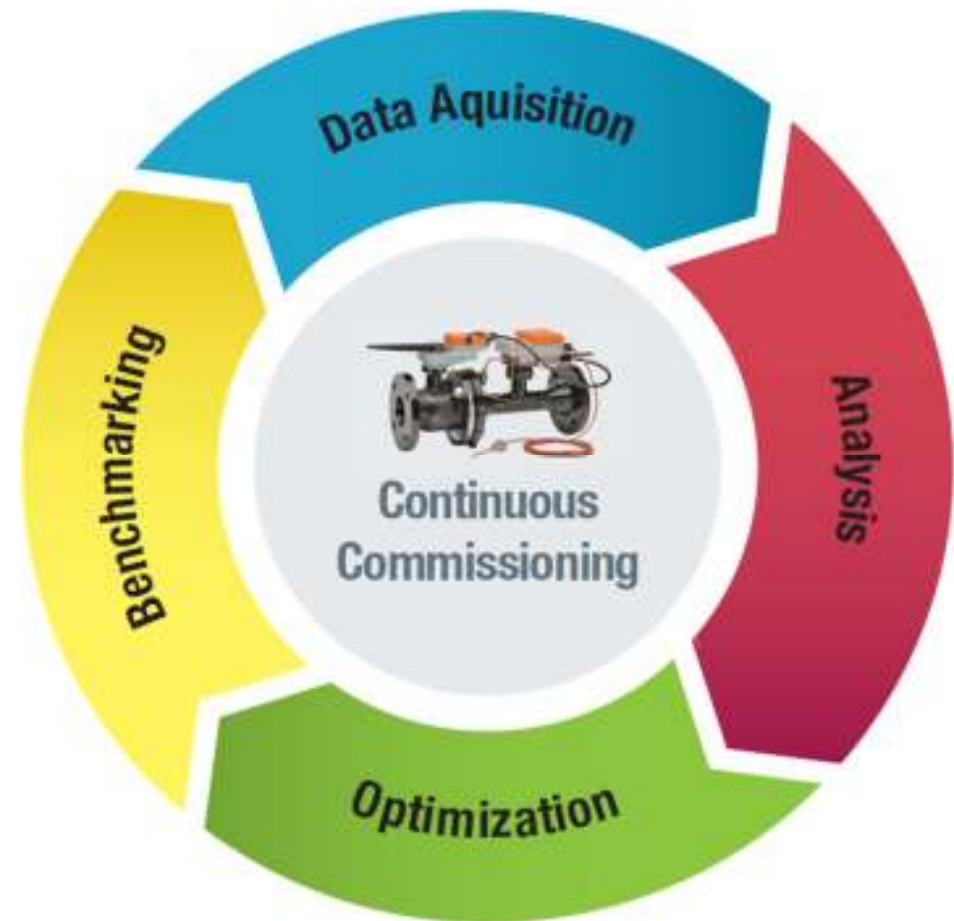 Data Aquisition
Analysis
Optimization
Benchmarking
Continuous
Commissioning